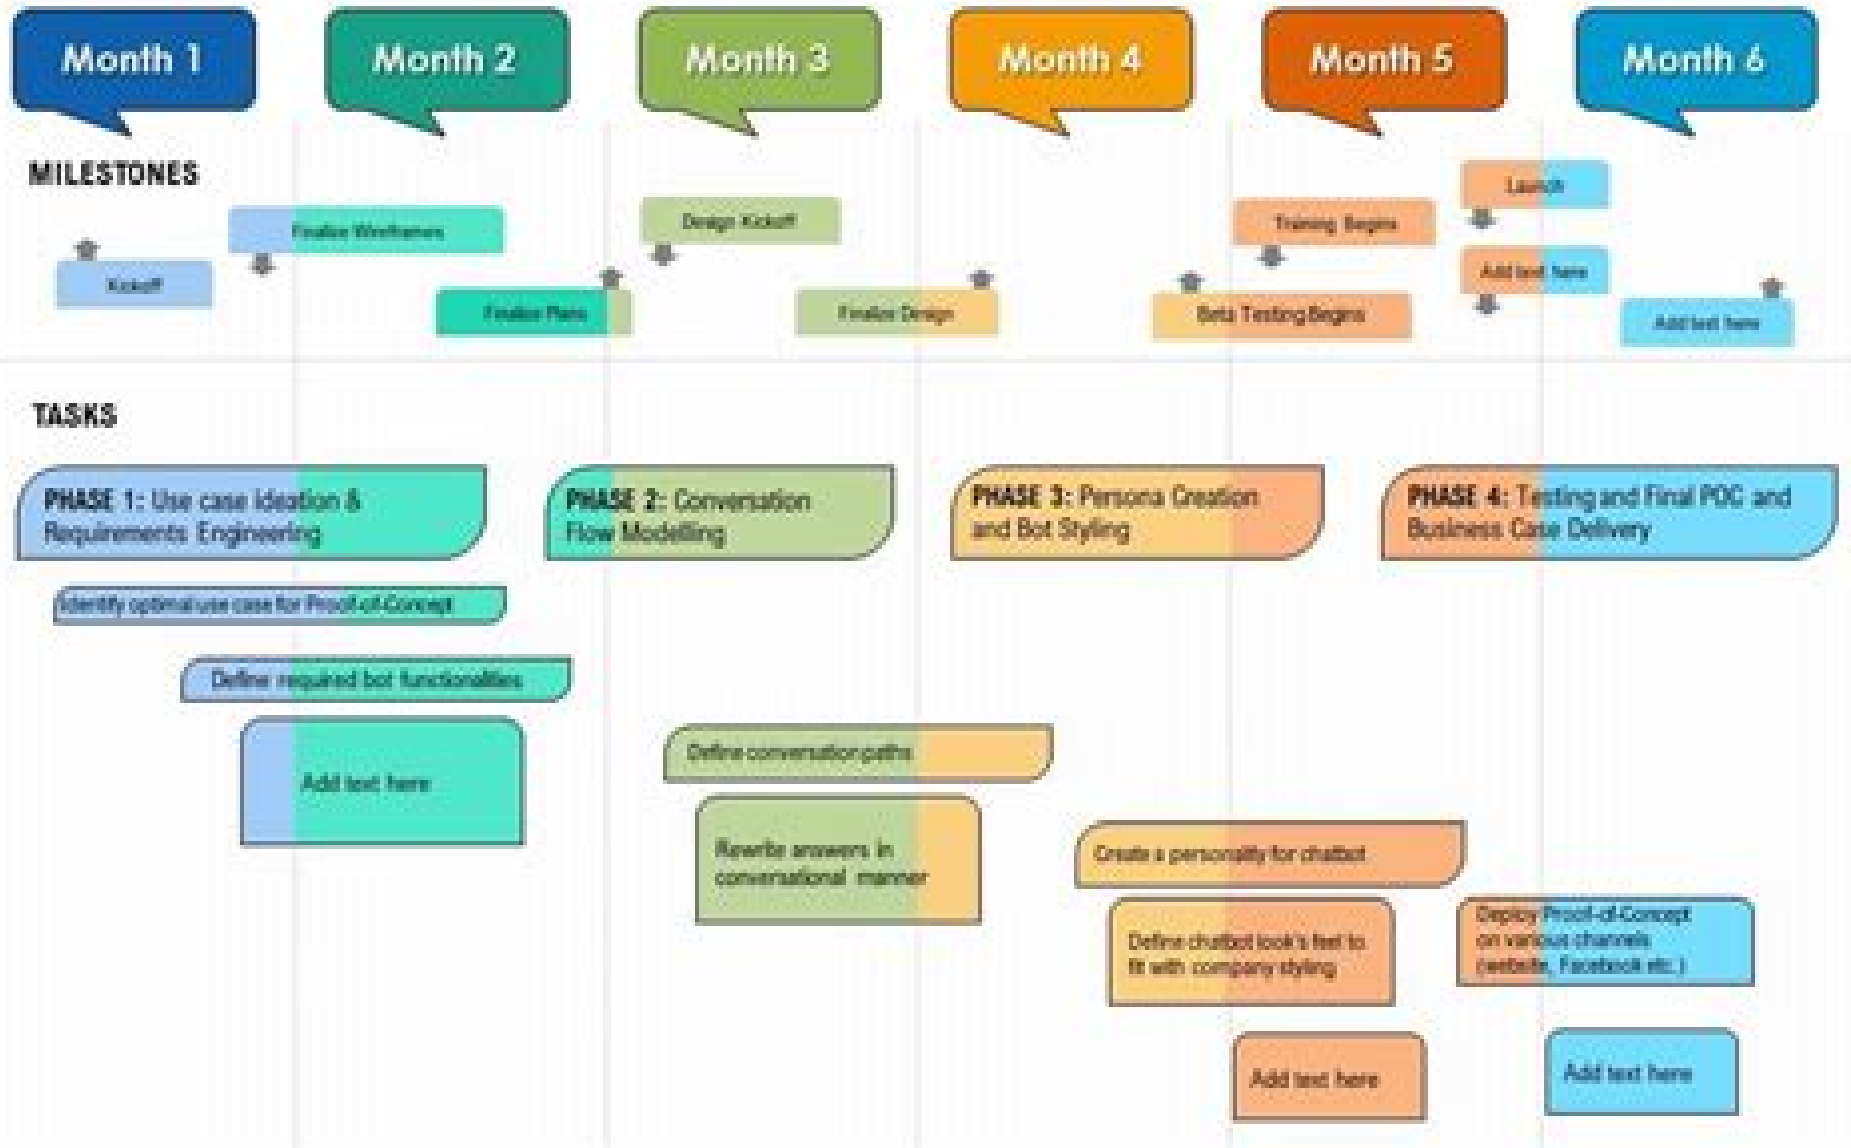 Month 1
Month 2
Month 3
Month 4
Month 5
Month 6
MILESTONES
Kickoff
Finalize Wireframes
Finalize Plans
Design Kickoff
Finalize Design
Beta Testing Begins
Training Begins
Launch
Add text here
Add text here
TASKS
PHASE 1: Use case ideation &
Requirements Engineering
PHASE 2: Conversation
Flow Modelling
PHASE 3: Persona Creation
and Bot Styling
PHASE 4: Testing and Final POC and
Business Case Delivery
Identify optimal use case for Proof-of-Concept
Define required bot functionalities
Add text here
Define conversation paths
Rewrite answers in
conversational manner
Create a personality for chatbot
Define chatbot look's feel to
fit with company styling
Add text here
Deploy Proof-of-Concept
on various channels
(website, Facebook etc.)
Add text here